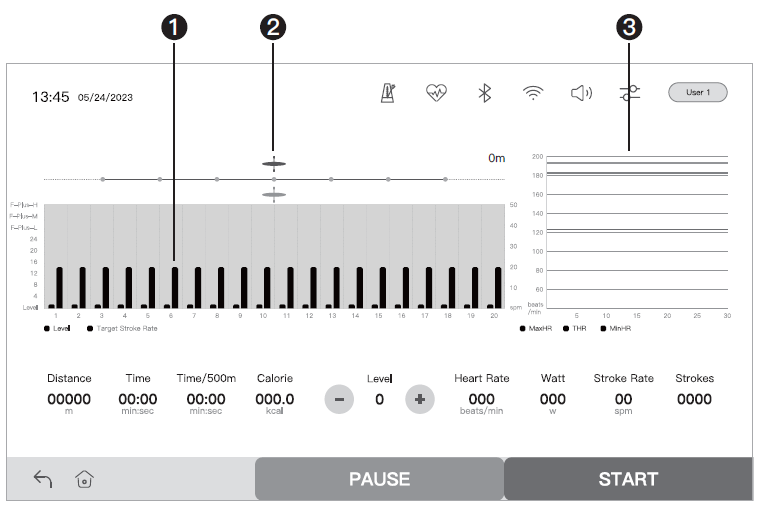 1 2 3
13:45 05/24/2023 User 1
0m
F-Plus-H
F-Plus-M
F-Plus-L
24
20
16
12
8
4
Level
50
40
30
20
10
spm
1 2 3 4 5 6 7 8 9 10 11 12 13 14 15 16 17 18 19 20
Level Target Stroke Rate
200
180
160
140
120
100
80
60
beats
/min
5 10 15 20 25 30
MaxHR THR MinHR
Distance Time Time/500m Calorie Level Heart Rate Watt Stroke Rate Strokes
00000 00:00 00:00 000.0 − 0 + 000 000 00 0000
m min:sec min:sec kcal beats/min w spm
PAUSE START